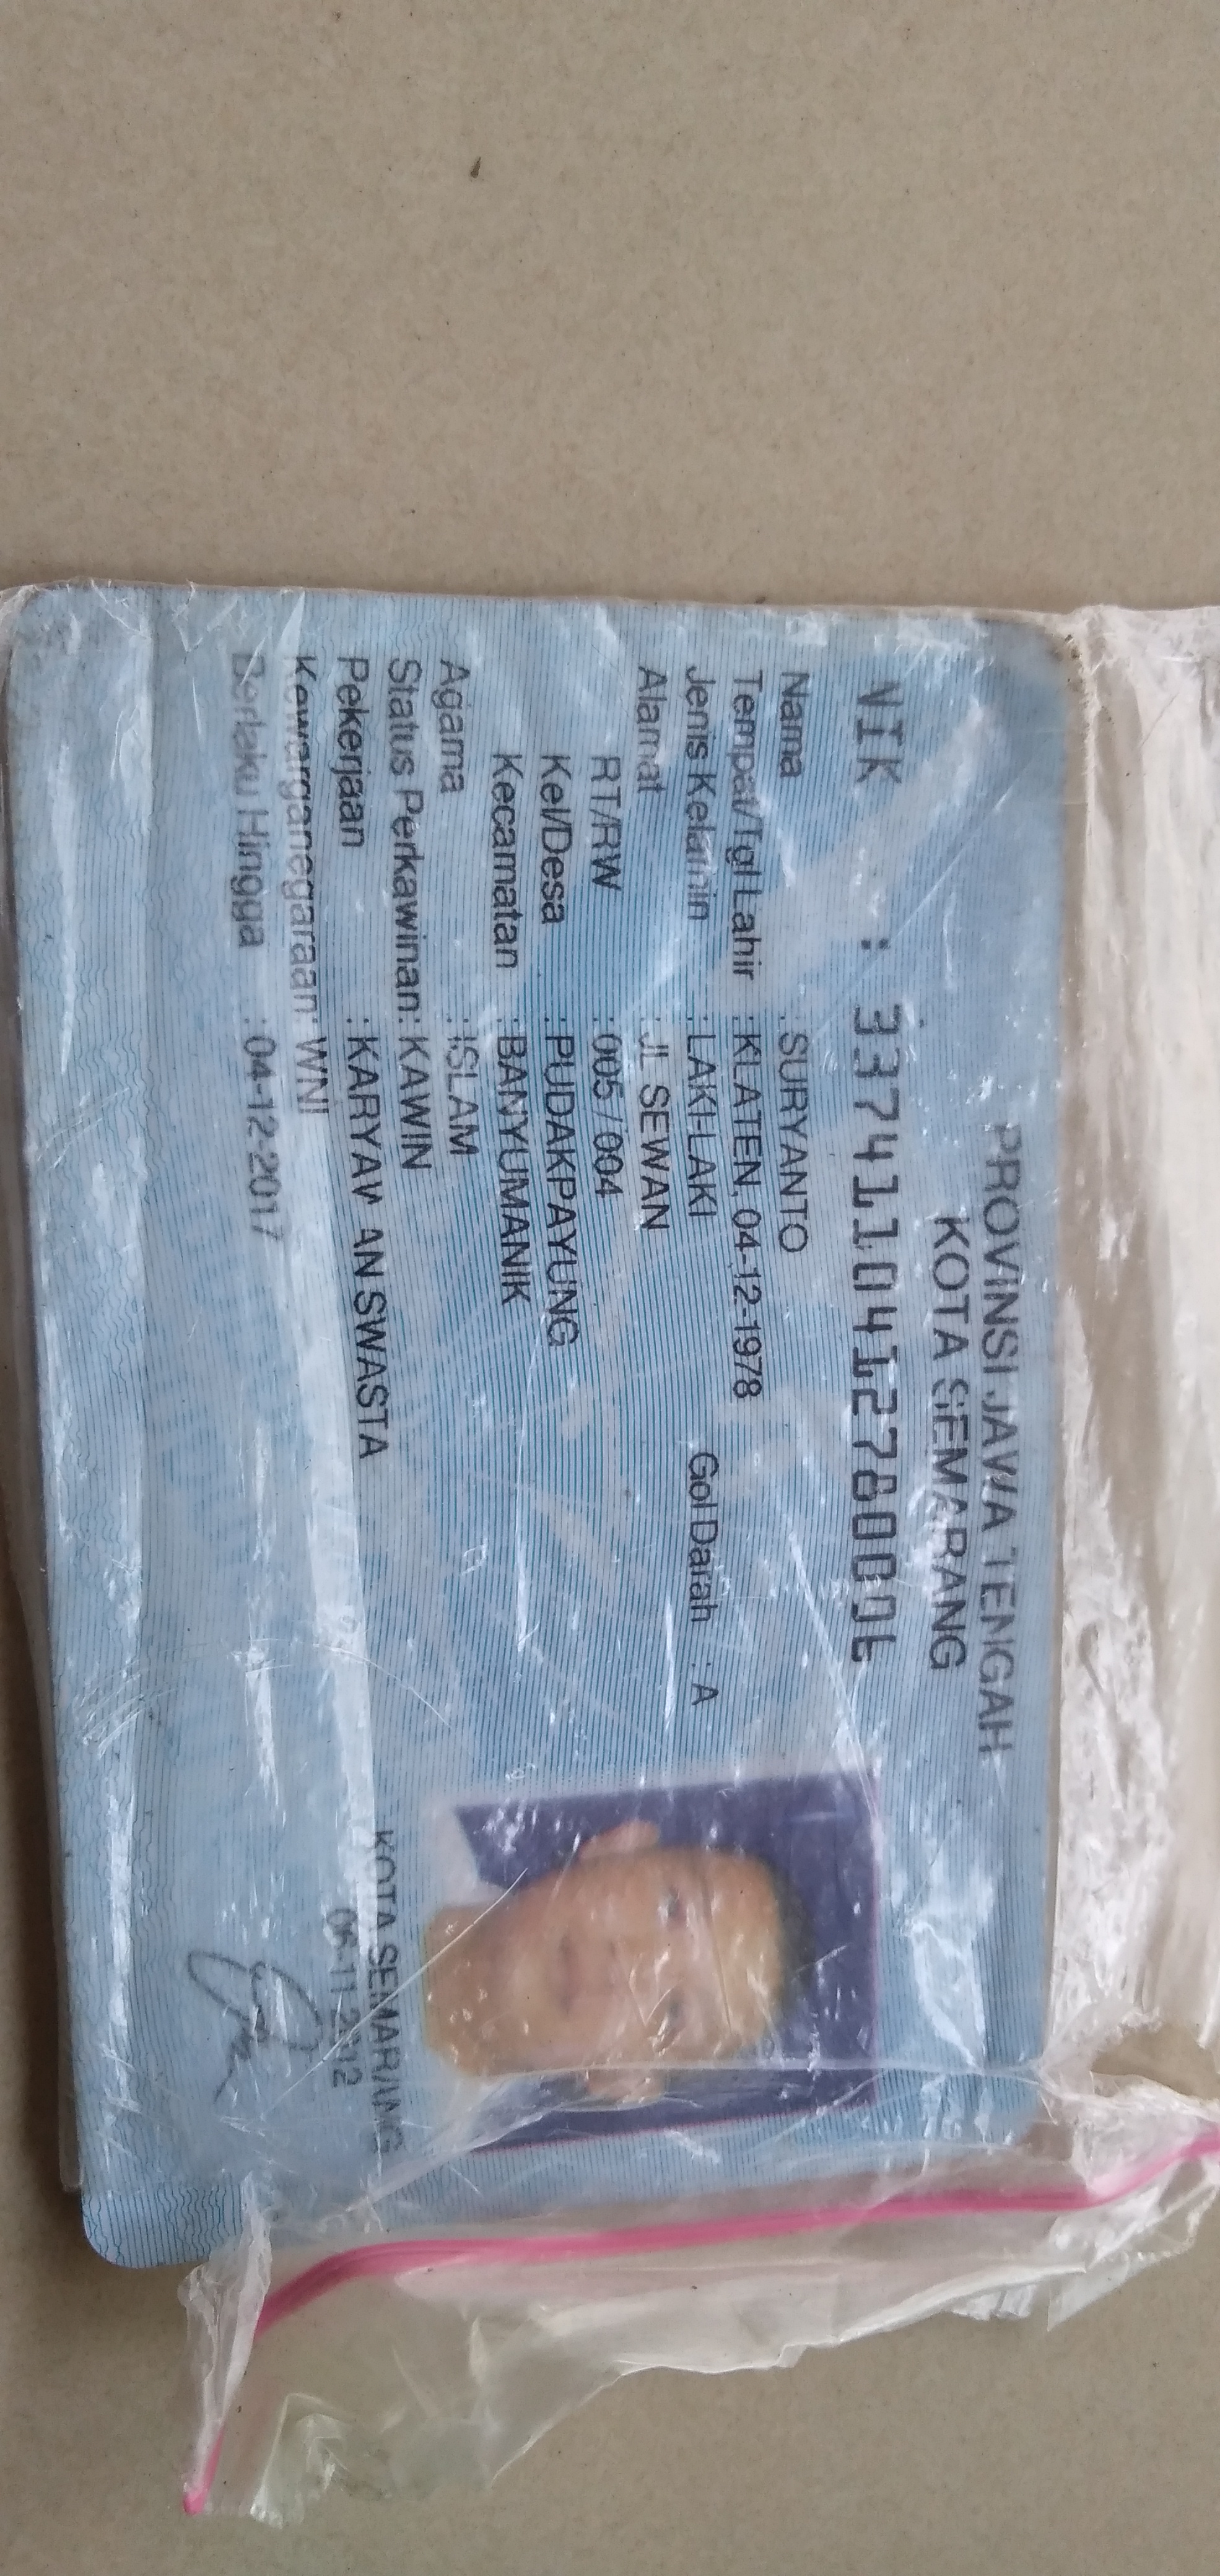 PROVINSI JAWA TENGAH
KOTA SEMARANG
NIK : 3374110412780006
Nama : SURYANTO
Tempat/Tgl Lahir : KLATEN, 04-12-1978
Jenis Kelamin : LAKI-LAKI Gol Darah : A
Alamat : JL SEWAN
RT/RW : 005 / 004
Kel/Desa : PUDAKPAYUNG
Kecamatan : BANYUMANIK
Agama : ISLAM
Status Perkawinan : KAWIN
Pekerjaan : KARYAWAN SWASTA
Kewarganegaraan: WNI
Berlaku Hingga : 04-12-2017
KOTA SEMARANG
06-11-2012